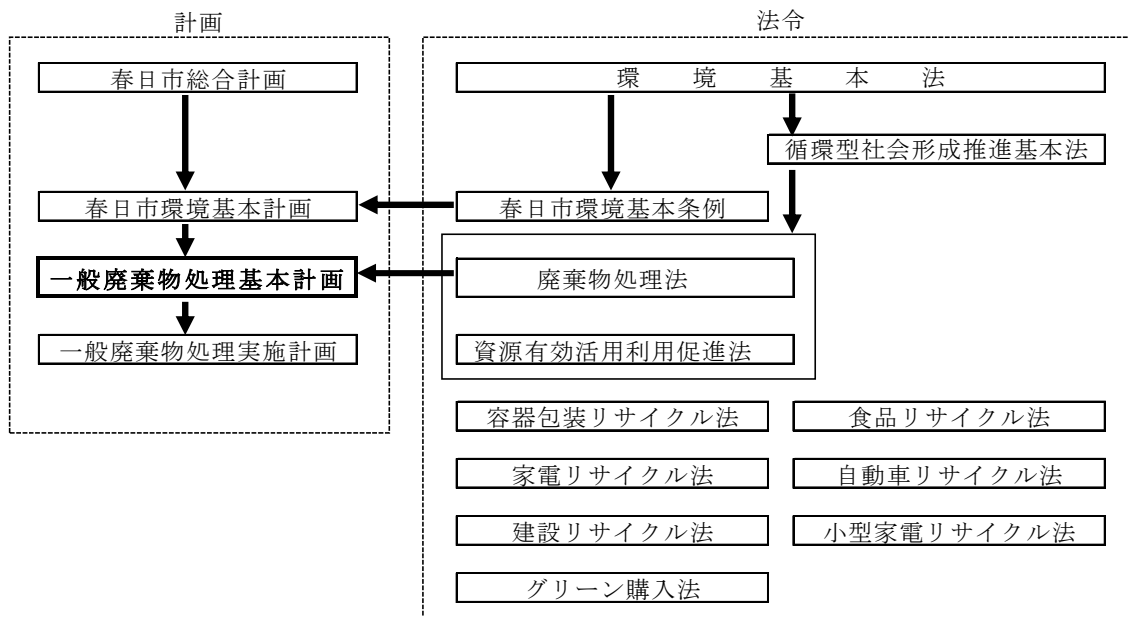 計画
春日市総合計画
春日市環境基本計画
一般廃棄物処理基本計画
一般廃棄物処理実施計画
法令
環境基本法
循環型社会形成推進基本法
春日市環境基本条例
廃棄物処理法
資源有効活用利用促進法
容器包装リサイクル法
食品リサイクル法
家電リサイクル法
自動車リサイクル法
建設リサイクル法
小型家電リサイクル法
グリーン購入法